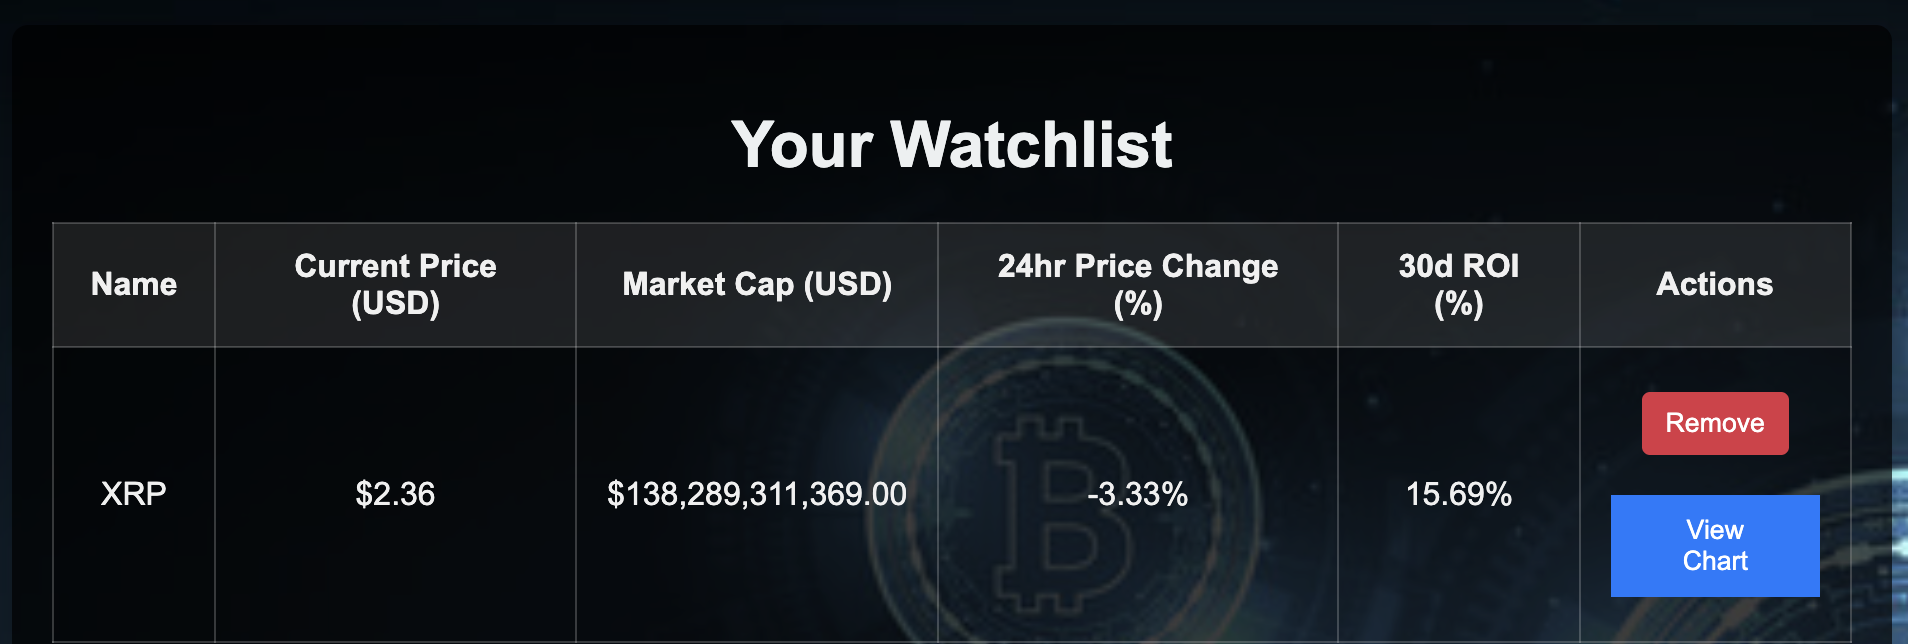 Your Watchlist
Name
Current Price
(USD)
Market Cap (USD)
24hr Price Change
(%)
30d ROI
(%)
Actions
XRP
$2.36
$138,289,311,369.00
-3.33%
15.69%
Remove
View
Chart